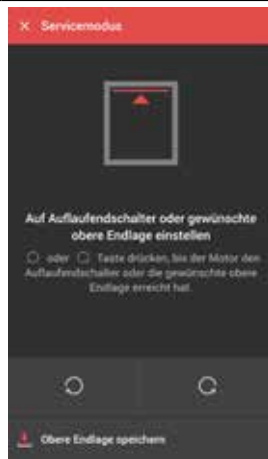 Servicemodus
Auf Auflaufendschalter oder gewünschte
obere Endlage einstellen
oder Taste drücken, bis der Motor den
Auflaufendschalter oder die gewünschte obere
Endlage erreicht hat.
Obere Endlage speichern